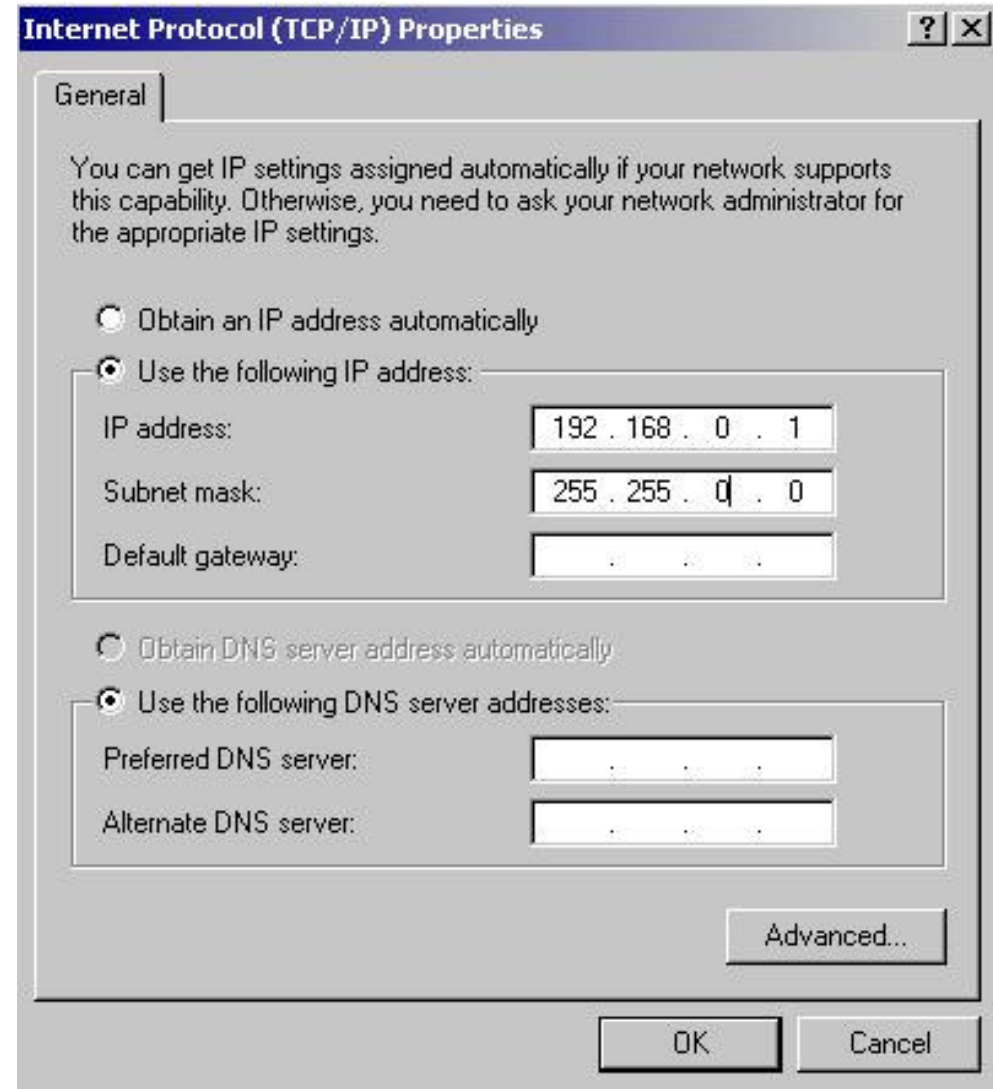 Internet Protocol (TCP/IP) Properties
General
You can get IP settings assigned automatically if your network supports
this capability. Otherwise, you need to ask your network administrator for
the appropriate IP settings.
Obtain an IP address automatically
Use the following IP address:
IP address: 192 . 168 . 0 . 1
Subnet mask: 255 . 255 . 0 . 0
Default gateway: . . .
Obtain DNS server address automatically
Use the following DNS server addresses:
Preferred DNS server: . . .
Alternate DNS server: . . .
Advanced...
OK Cancel